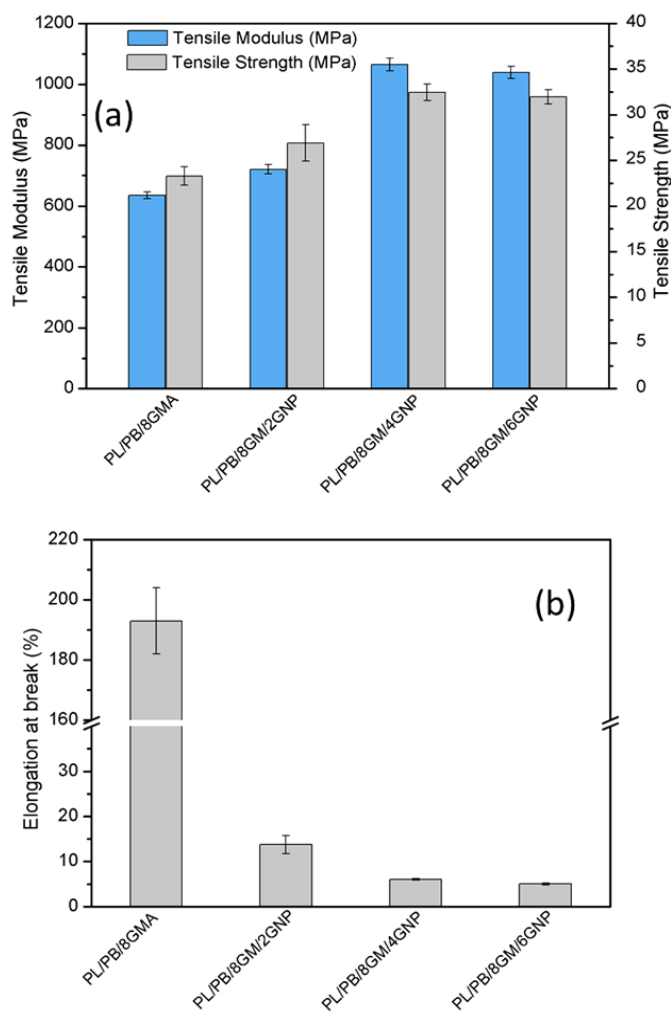 Tensile Modulus (MPa)
Tensile Strength (MPa)
(a)
Tensile Modulus (MPa)
1200
1000
800
600
400
200
0
Tensile Strength (MPa)
40
35
30
25
20
15
10
5
0
PL/PB/8GMA
PL/PB/8GM/2GNP
PL/PB/8GM/4GNP
PL/PB/8GM/6GNP
(b)
Elongation at break (%)
220
200
180
160
30
20
10
0
PL/PB/8GMA
PL/PB/8GM/2GNP
PL/PB/8GM/4GNP
PL/PB/8GM/6GNP